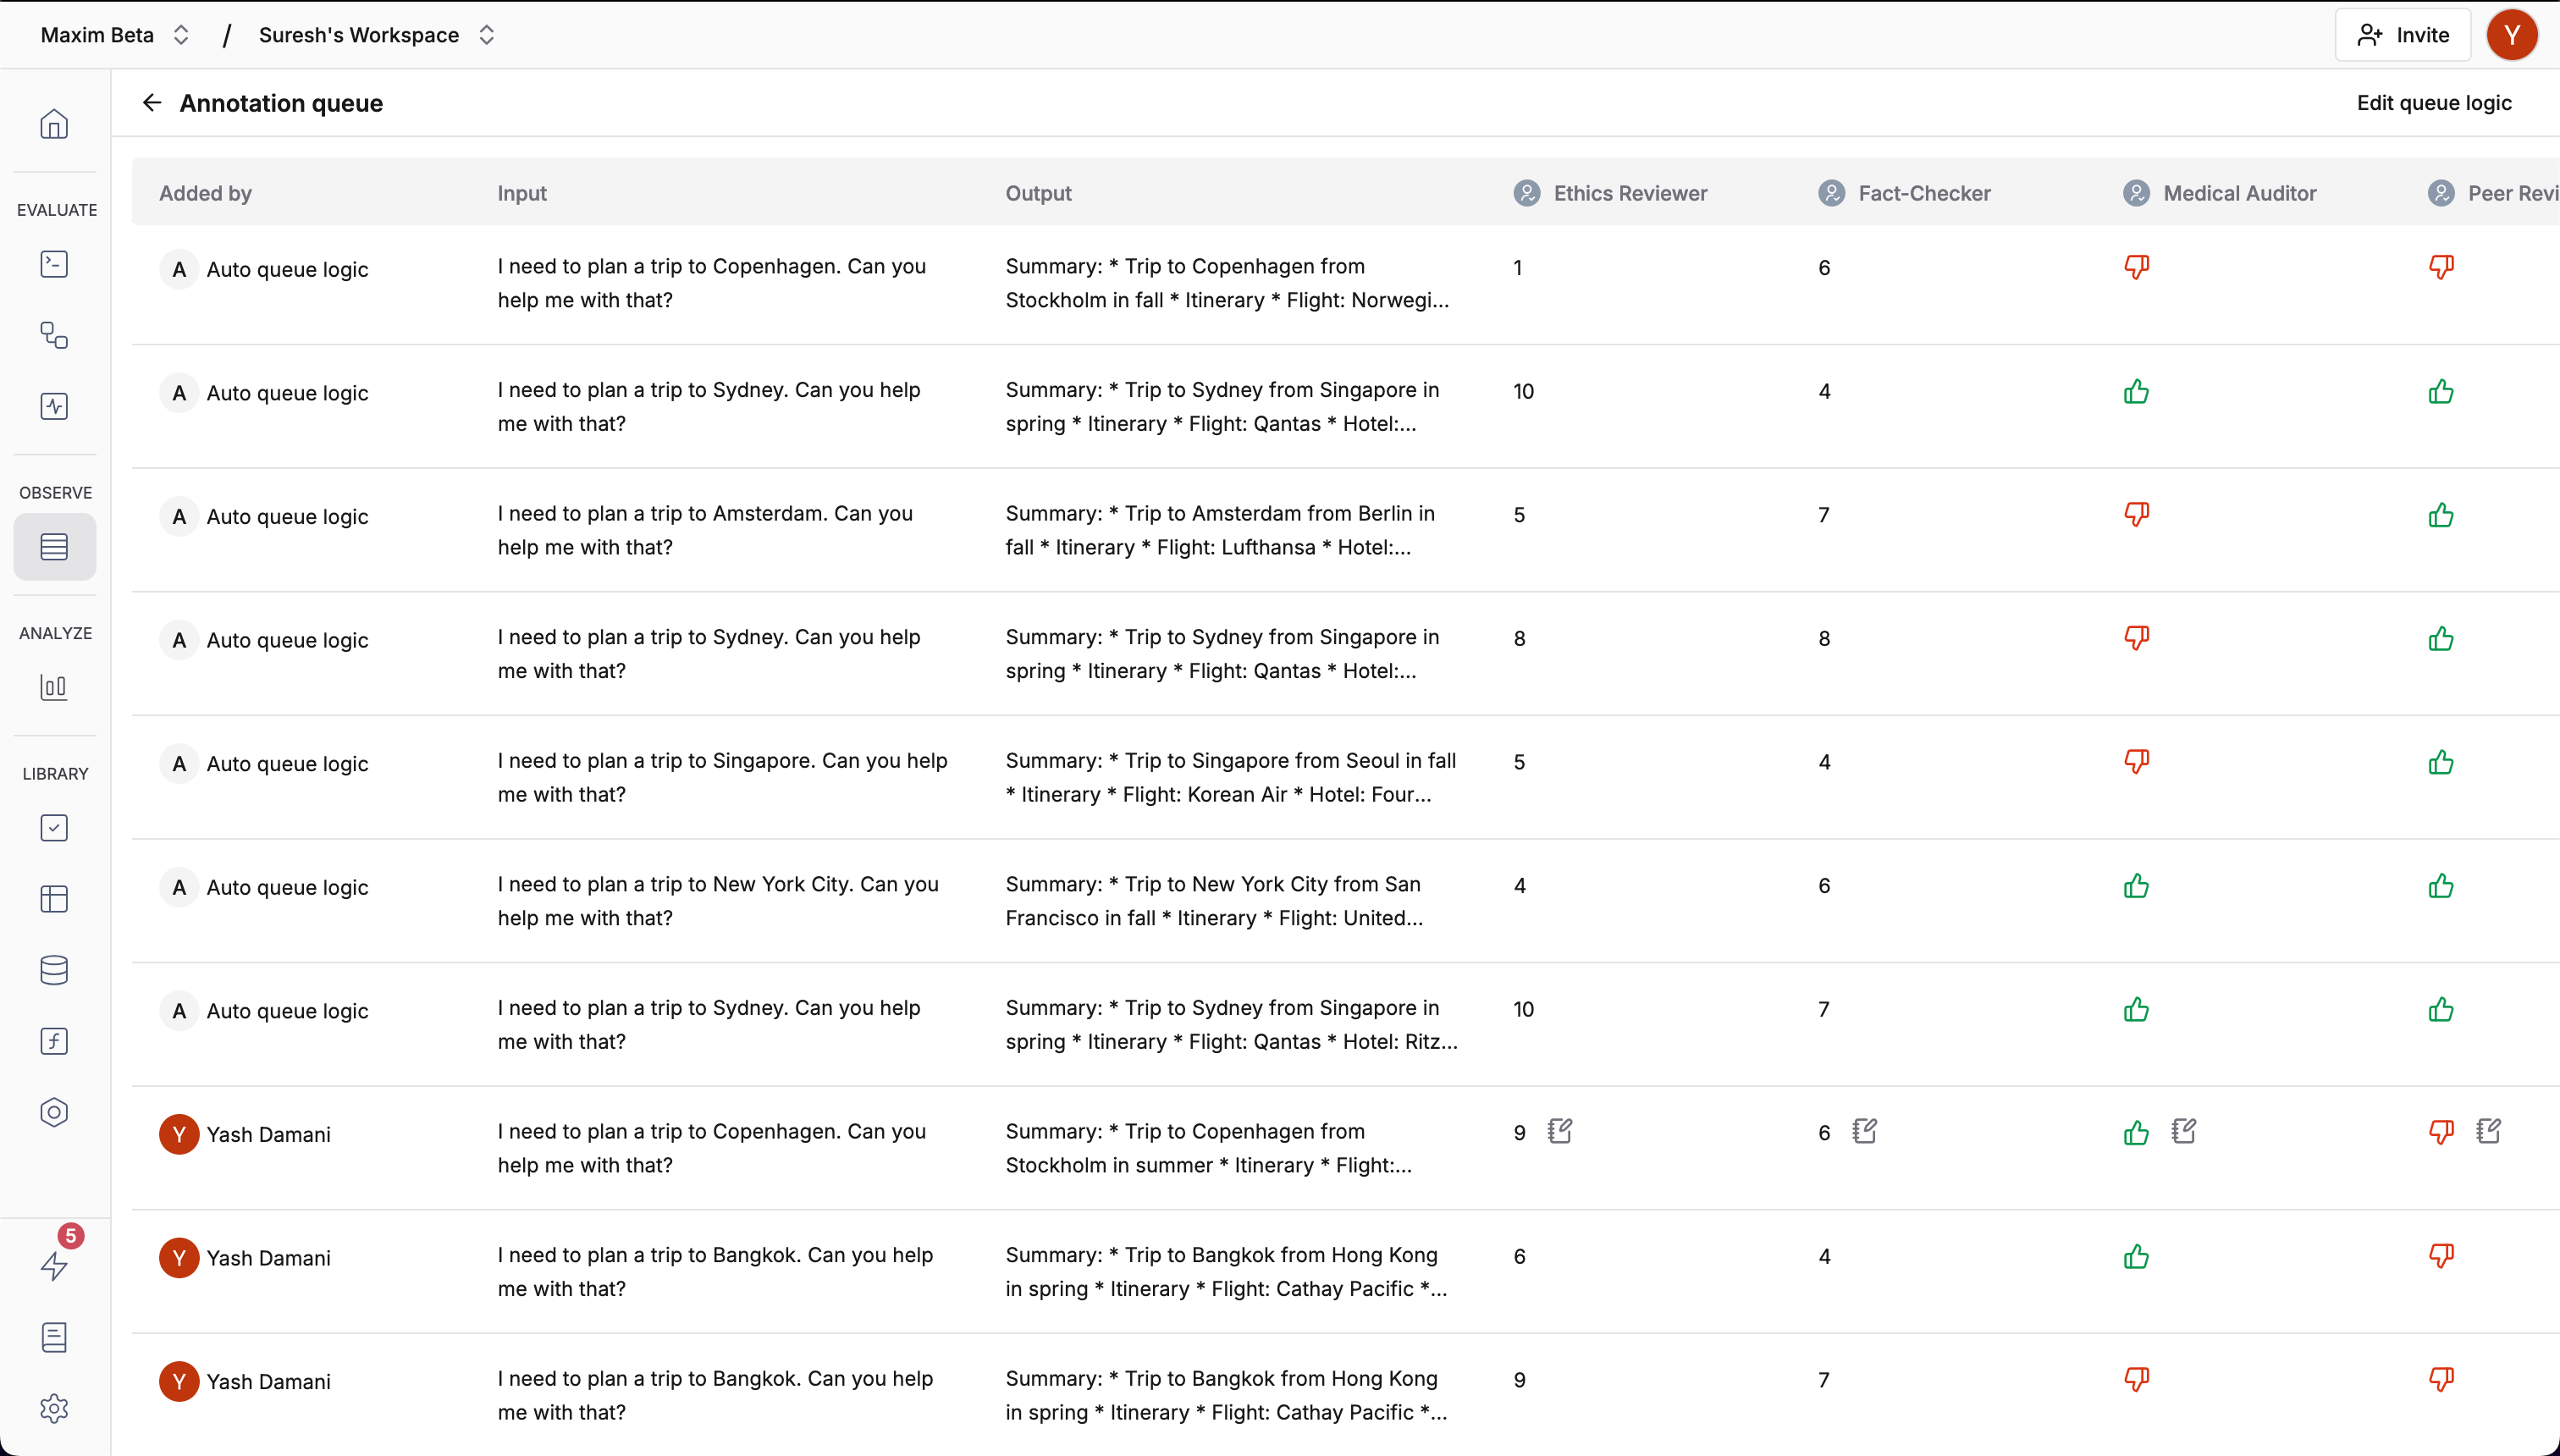 Maxim Beta / Suresh's Workspace Invite Y
Annotation queue Edit queue logic
EVALUATE
OBSERVE
ANALYZE
LIBRARY
5
Added by Input Output Ethics Reviewer Fact-Checker Medical Auditor Peer Revi
A Auto queue logic I need to plan a trip to Copenhagen. Can you Summary: * Trip to Copenhagen from 1 6
help me with that? Stockholm in fall * Itinerary * Flight: Norwegi...
A Auto queue logic I need to plan a trip to Sydney. Can you help Summary: * Trip to Sydney from Singapore in 10 4
me with that? spring * Itinerary * Flight: Qantas * Hotel:...
A Auto queue logic I need to plan a trip to Amsterdam. Can you Summary: * Trip to Amsterdam from Berlin in 5 7
help me with that? fall * Itinerary * Flight: Lufthansa * Hotel:...
A Auto queue logic I need to plan a trip to Sydney. Can you help Summary: * Trip to Sydney from Singapore in 8 8
me with that? spring * Itinerary * Flight: Qantas * Hotel:...
A Auto queue logic I need to plan a trip to Singapore. Can you help Summary: * Trip to Singapore from Seoul in fall 5 4
me with that? * Itinerary * Flight: Korean Air * Hotel: Four...
A Auto queue logic I need to plan a trip to New York City. Can you Summary: * Trip to New York City from San 4 6
help me with that? Francisco in fall * Itinerary * Flight: United...
A Auto queue logic I need to plan a trip to Sydney. Can you help Summary: * Trip to Sydney from Singapore in 10 7
me with that? spring * Itinerary * Flight: Qantas * Hotel: Ritz...
Y Yash Damani I need to plan a trip to Copenhagen. Can you Summary: * Trip to Copenhagen from 9 6
help me with that? Stockholm in summer * Itinerary * Flight:...
Y Yash Damani I need to plan a trip to Bangkok. Can you help Summary: * Trip to Bangkok from Hong Kong 6 4
me with that? in spring * Itinerary * Flight: Cathay Pacific *...
Y Yash Damani I need to plan a trip to Bangkok. Can you help Summary: * Trip to Bangkok from Hong Kong 9 7
me with that? in spring * Itinerary * Flight: Cathay Pacific *...